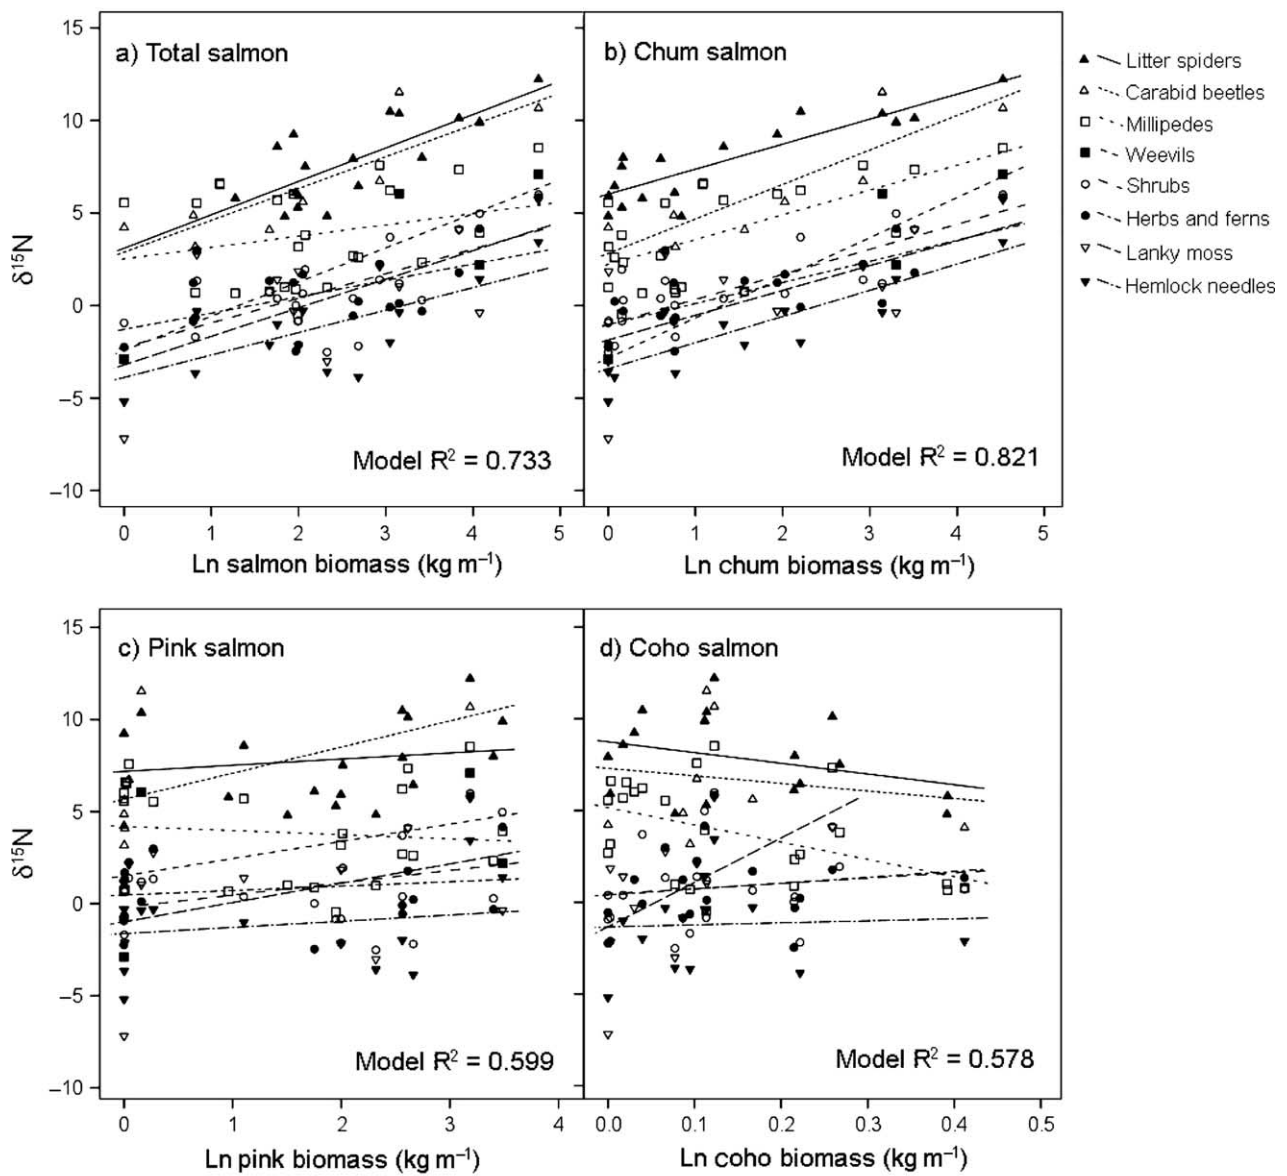 a) Total salmon
b) Chum salmon
Litter spiders
Carabid beetles
Millipedes
Weevils
Shrubs
Herbs and ferns
Lanky moss
Hemlock needles
15
10
5
0
–5
–10
δ¹⁵N
Model R² = 0.733
Model R² = 0.821
0 1 2 3 4 5
0 1 2 3 4 5
Ln salmon biomass (kg m⁻¹)
Ln chum biomass (kg m⁻¹)
c) Pink salmon
d) Coho salmon
15
10
5
0
–5
–10
δ¹⁵N
Model R² = 0.599
Model R² = 0.578
0 1 2 3 4
0 0.1 0.2 0.3 0.4 0.5
Ln pink biomass (kg m⁻¹)
Ln coho biomass (kg m⁻¹)